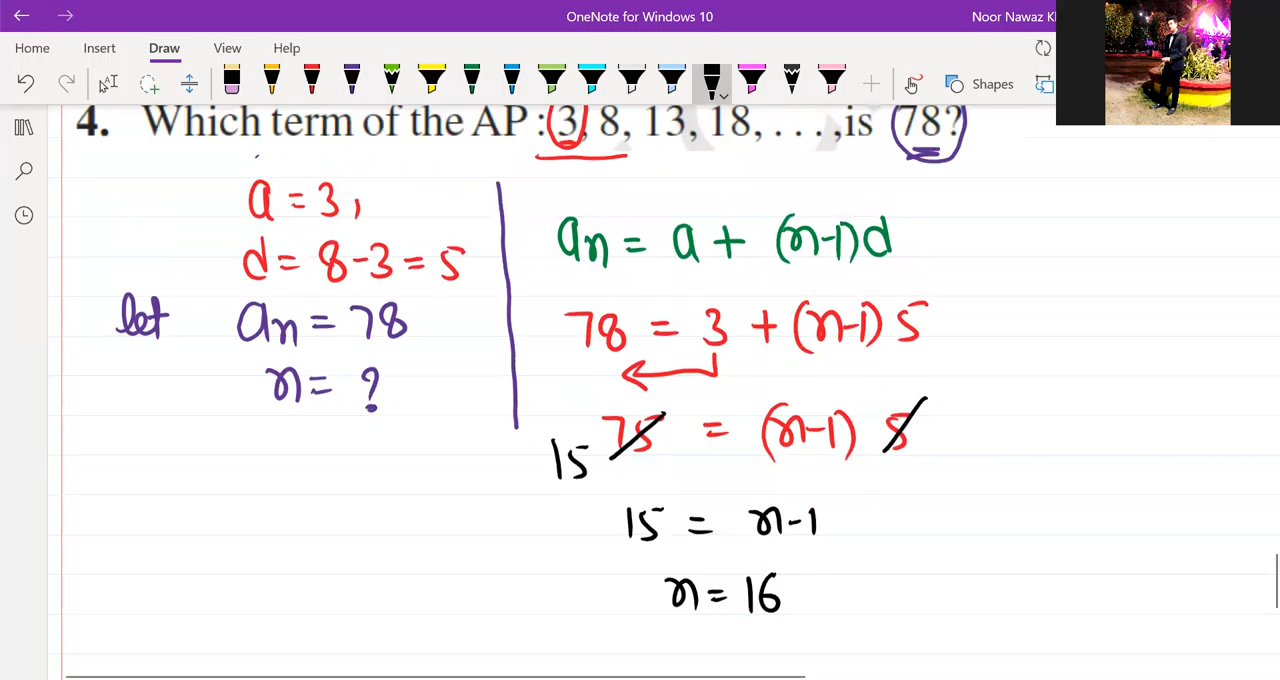 OneNote for Windows 10
Noor Nawaz Kh
Home Insert Draw View Help
Shapes
4. Which term of the AP : 3, 8, 13, 18, . . . ,is 78?
a = 3,
d = 8 - 3 = 5
let an = 78
n = ?
an = a + (n-1)d
78 = 3 + (n-1) 5
15 75 = (n-1) 5
15 = n-1
n = 16